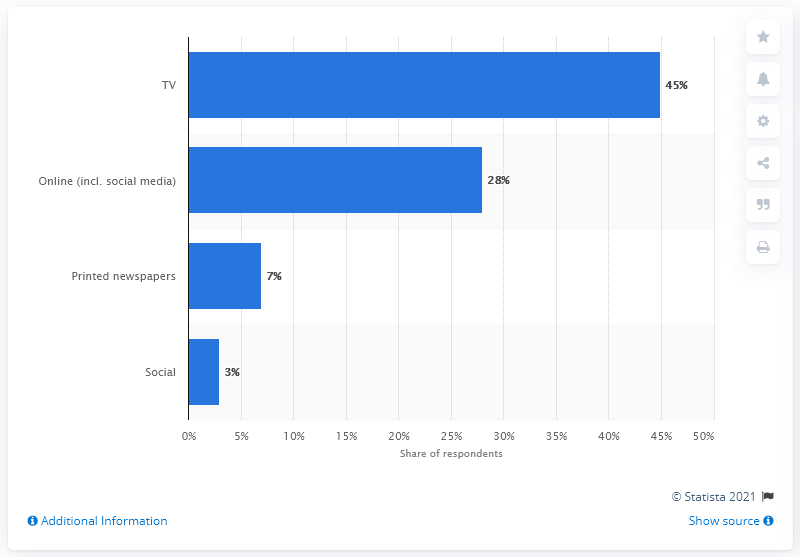 TV
45%
Online (incl. social media)
28%
Printed newspapers
7%
Social
3%
0% 5% 10% 15% 20% 25% 30% 35% 40% 45% 50%
Share of respondents
© Statista 2021
Additional Information
Show source